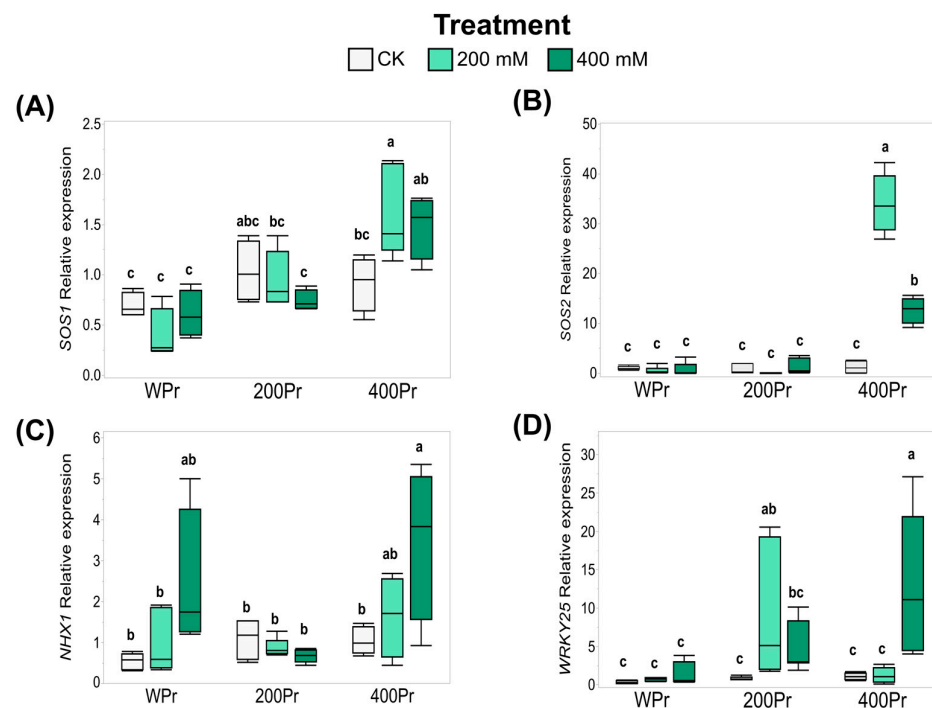 Treatment
CK 200 mM 400 mM
(A)
SOS1 Relative expression
2.5
2.0
1.5
1.0
0.5
0.0
c c c abc bc c bc a ab
WPr 200Pr 400Pr
(B)
SOS2 Relative expression
50
40
30
20
10
0
c c c c c c c a b
WPr 200Pr 400Pr
(C)
NHX1 Relative expression
6
5
4
3
2
1
0
b b ab b b b b ab a
WPr 200Pr 400Pr
(D)
WRKY25 Relative expression
30
25
20
15
10
5
0
c c c c ab bc c c a
WPr 200Pr 400Pr